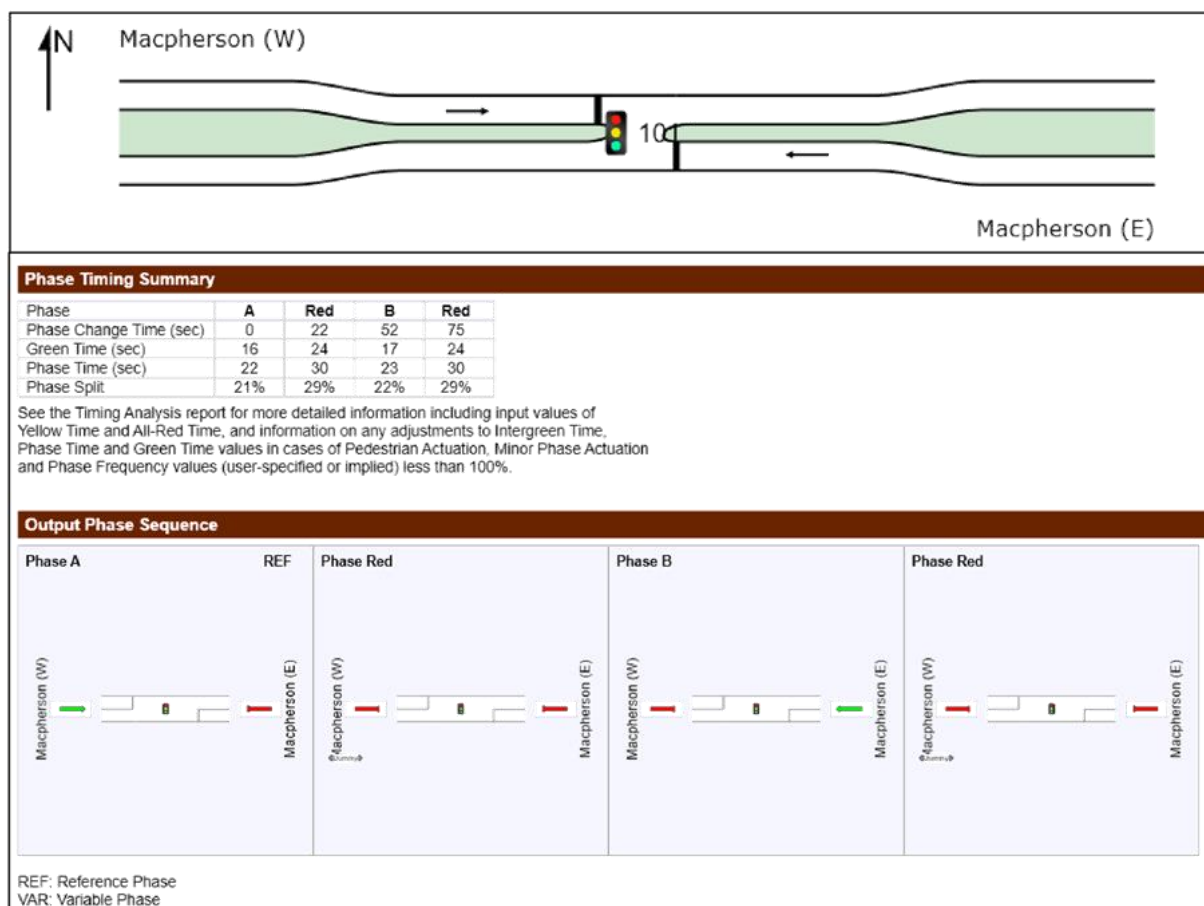 N
Macpherson (W)
101
Macpherson (E)
Phase Timing Summary
Phase A Red B Red
Phase Change Time (sec) 0 22 52 75
Green Time (sec) 16 24 17 24
Phase Time (sec) 22 30 23 30
Phase Split 21% 29% 22% 29%
See the Timing Analysis report for more detailed information including input values of
Yellow Time and All-Red Time, and information on any adjustments to Intergreen Time,
Phase Time and Green Time values in cases of Pedestrian Actuation, Minor Phase Actuation
and Phase Frequency values (user-specified or implied) less than 100%.
Output Phase Sequence
Phase A REF Phase Red Phase B Phase Red
Macpherson (W) Macpherson (E) Macpherson (W) Macpherson (E) Macpherson (W) Macpherson (E) Macpherson (W) Macpherson (E)
Dummy Dummy
REF: Reference Phase
VAR: Variable Phase